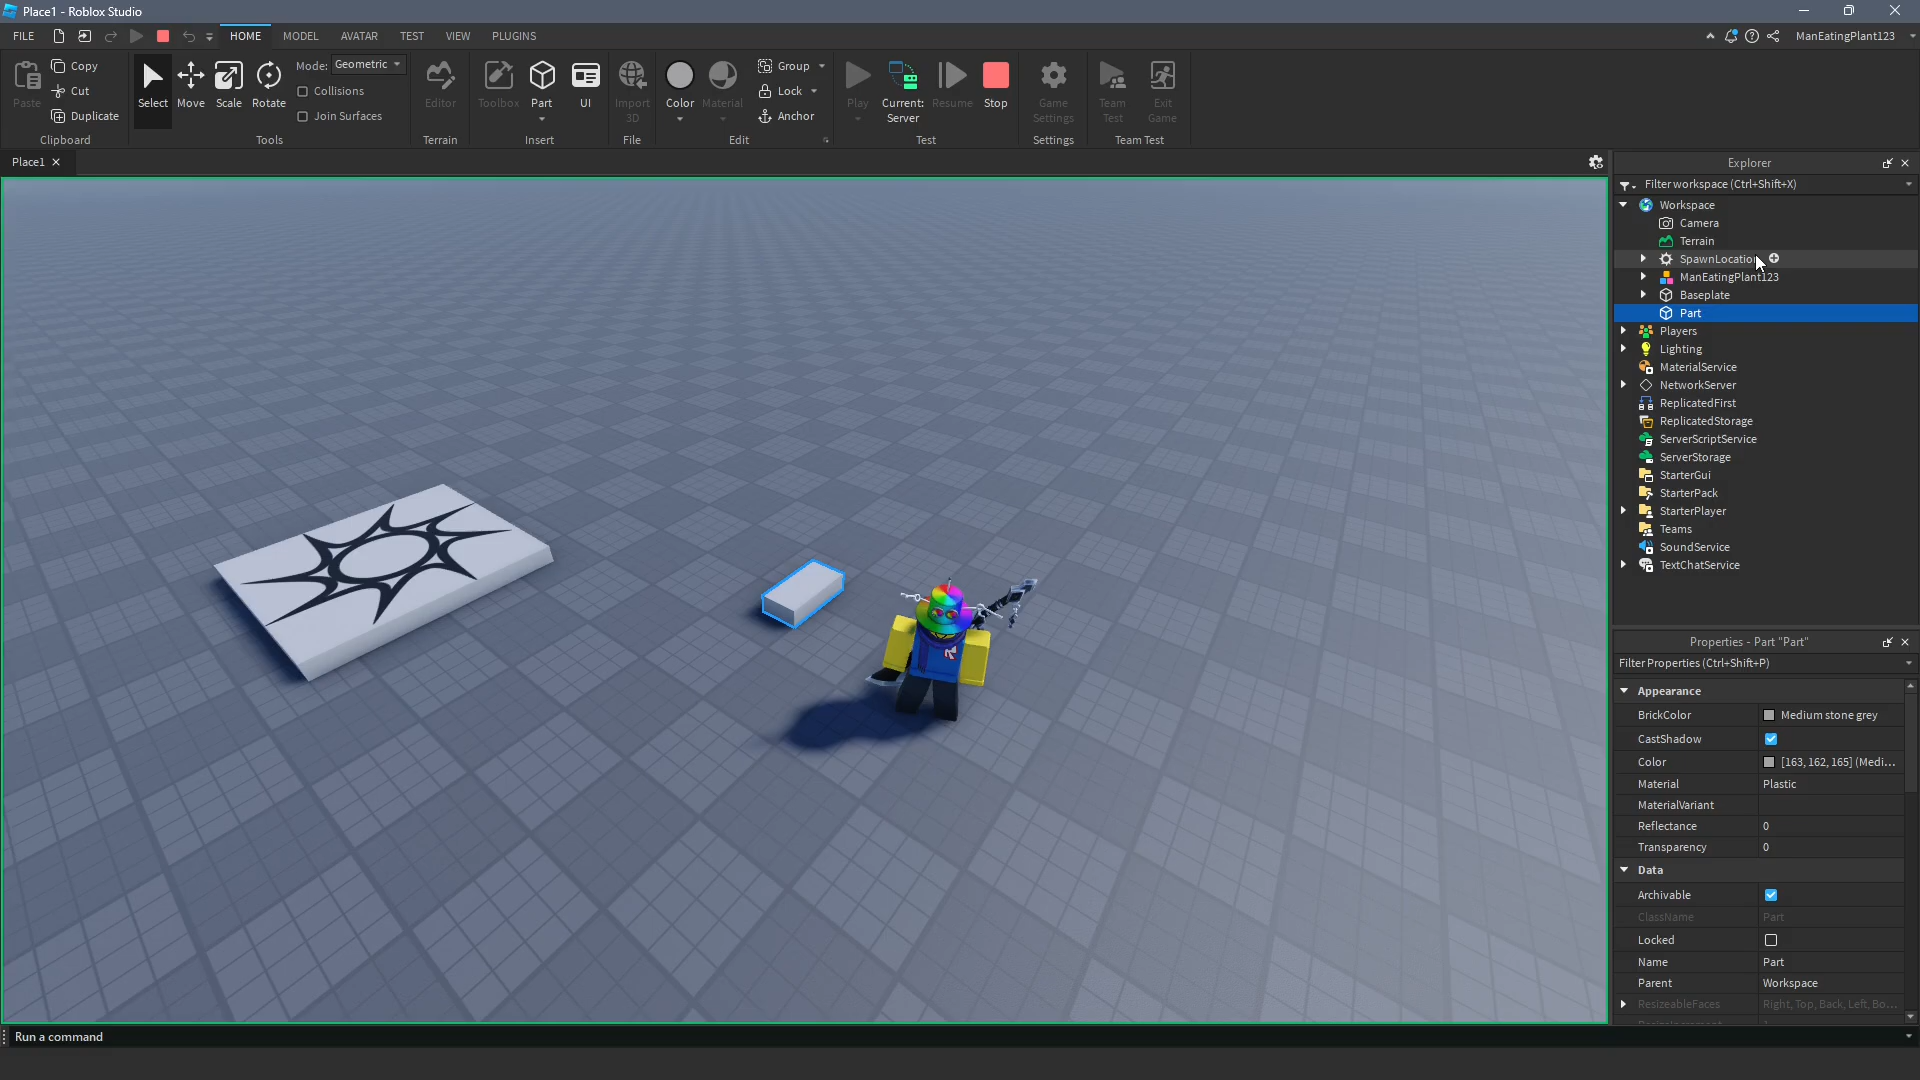 Place1 - Roblox Studio
FILE HOME MODEL AVATAR TEST VIEW PLUGINS ManEatingPlant123
Paste Copy Cut Duplicate Clipboard
Select Move Scale Rotate Mode: Geometric Collisions Join Surfaces Tools
Editor Terrain
Toolbox Part UI Insert
Import 3D File
Color Material Group Lock Anchor Edit
Play Current: Server Resume Stop Test
Game Settings Settings
Team Test Exit Game Team Test
Place1
Explorer
Filter workspace (Ctrl+Shift+X)
Workspace
Camera
Terrain
SpawnLocation
ManEatingPlant123
Baseplate
Part
Players
Lighting
MaterialService
NetworkServer
ReplicatedFirst
ReplicatedStorage
ServerScriptService
ServerStorage
StarterGui
StarterPack
StarterPlayer
Teams
SoundService
TextChatService
Properties - Part "Part"
Filter Properties (Ctrl+Shift+P)
Appearance
BrickColor Medium stone grey
CastShadow
Color [163, 162, 165] (Medi...
Material Plastic
MaterialVariant
Reflectance 0
Transparency 0
Data
Archivable
ClassName Part
Locked
Name Part
Parent Workspace
ResizeableFaces Right, Top, Back, Left, Bo...
Run a command